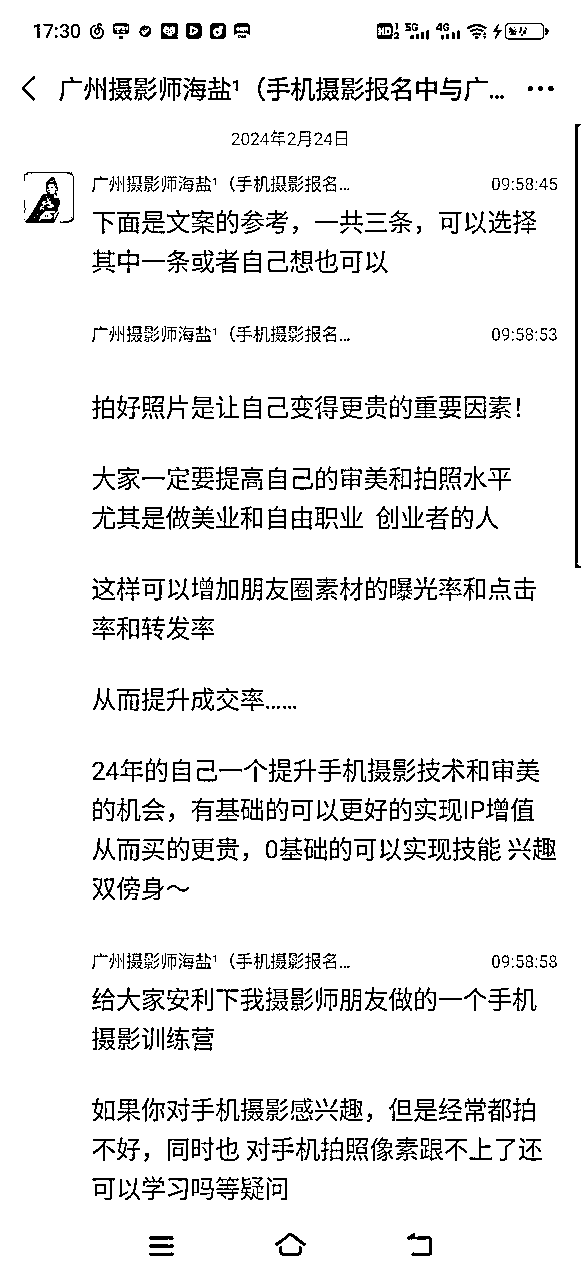 17:30
HD 1 2 5G 4G
广州摄影师海盐¹（手机摄影报名中与广...
2024年2月24日
广州摄影师海盐¹（手机摄影报名... 09:58:45
下面是文案的参考，一共三条，可以选择
其中一条或者自己想也可以
广州摄影师海盐¹（手机摄影报名... 09:58:53
拍好照片是让自己变得更贵的重要因素！
大家一定要提高自己的审美和拍照水平
尤其是做美业和自由职业 创业者的人
这样可以增加朋友圈素材的曝光率和点击
率和转发率
从而提升成交率......
24年的自己一个提升手机摄影技术和审美
的机会，有基础的可以更好的实现IP增值
从而买的更贵，0基础的可以实现技能 兴趣
双傍身～
广州摄影师海盐¹（手机摄影报名... 09:58:58
给大家安利下我摄影师朋友做的一个手机
摄影训练营
如果你对手机摄影感兴趣，但是经常都拍
不好，同时也 对手机拍照像素跟不上了还
可以学习吗等疑问